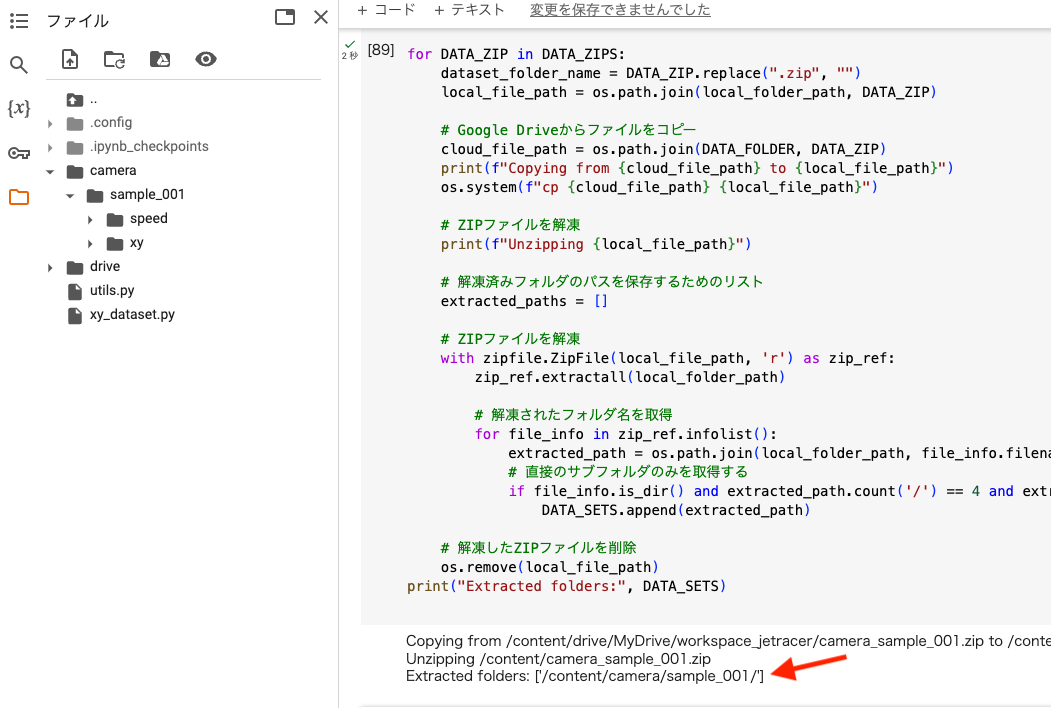 ファイル
..
.config
.ipynb_checkpoints
camera
sample_001
speed
xy
drive
utils.py
xy_dataset.py
{x}
+ コード + テキスト 変更を保存できませんでした
2 秒
[89]
for DATA_ZIP in DATA_ZIPS:
    dataset_folder_name = DATA_ZIP.replace(".zip", "")
    local_file_path = os.path.join(local_folder_path, DATA_ZIP)
    # Google Driveからファイルをコピー
    cloud_file_path = os.path.join(DATA_FOLDER, DATA_ZIP)
    print(f"Copying from {cloud_file_path} to {local_file_path}")
    os.system(f"cp {cloud_file_path} {local_file_path}")
    # ZIPファイルを解凍
    print(f"Unzipping {local_file_path}")
    # 解凍済みフォルダのパスを保存するためのリスト
    extracted_paths = []
    # ZIPファイルを解凍
    with zipfile.ZipFile(local_file_path, 'r') as zip_ref:
        zip_ref.extractall(local_folder_path)
        # 解凍されたフォルダ名を取得
        for file_info in zip_ref.infolist():
            extracted_path = os.path.join(local_folder_path, file_info.filena
            # 直接のサブフォルダのみを取得する
            if file_info.is_dir() and extracted_path.count('/') == 4 and extr
                DATA_SETS.append(extracted_path)
    # 解凍したZIPファイルを削除
    os.remove(local_file_path)
print("Extracted folders:", DATA_SETS)
Copying from /content/drive/MyDrive/workspace_jetracer/camera_sample_001.zip to /conte
Unzipping /content/camera_sample_001.zip
Extracted folders: ['/content/camera/sample_001/']